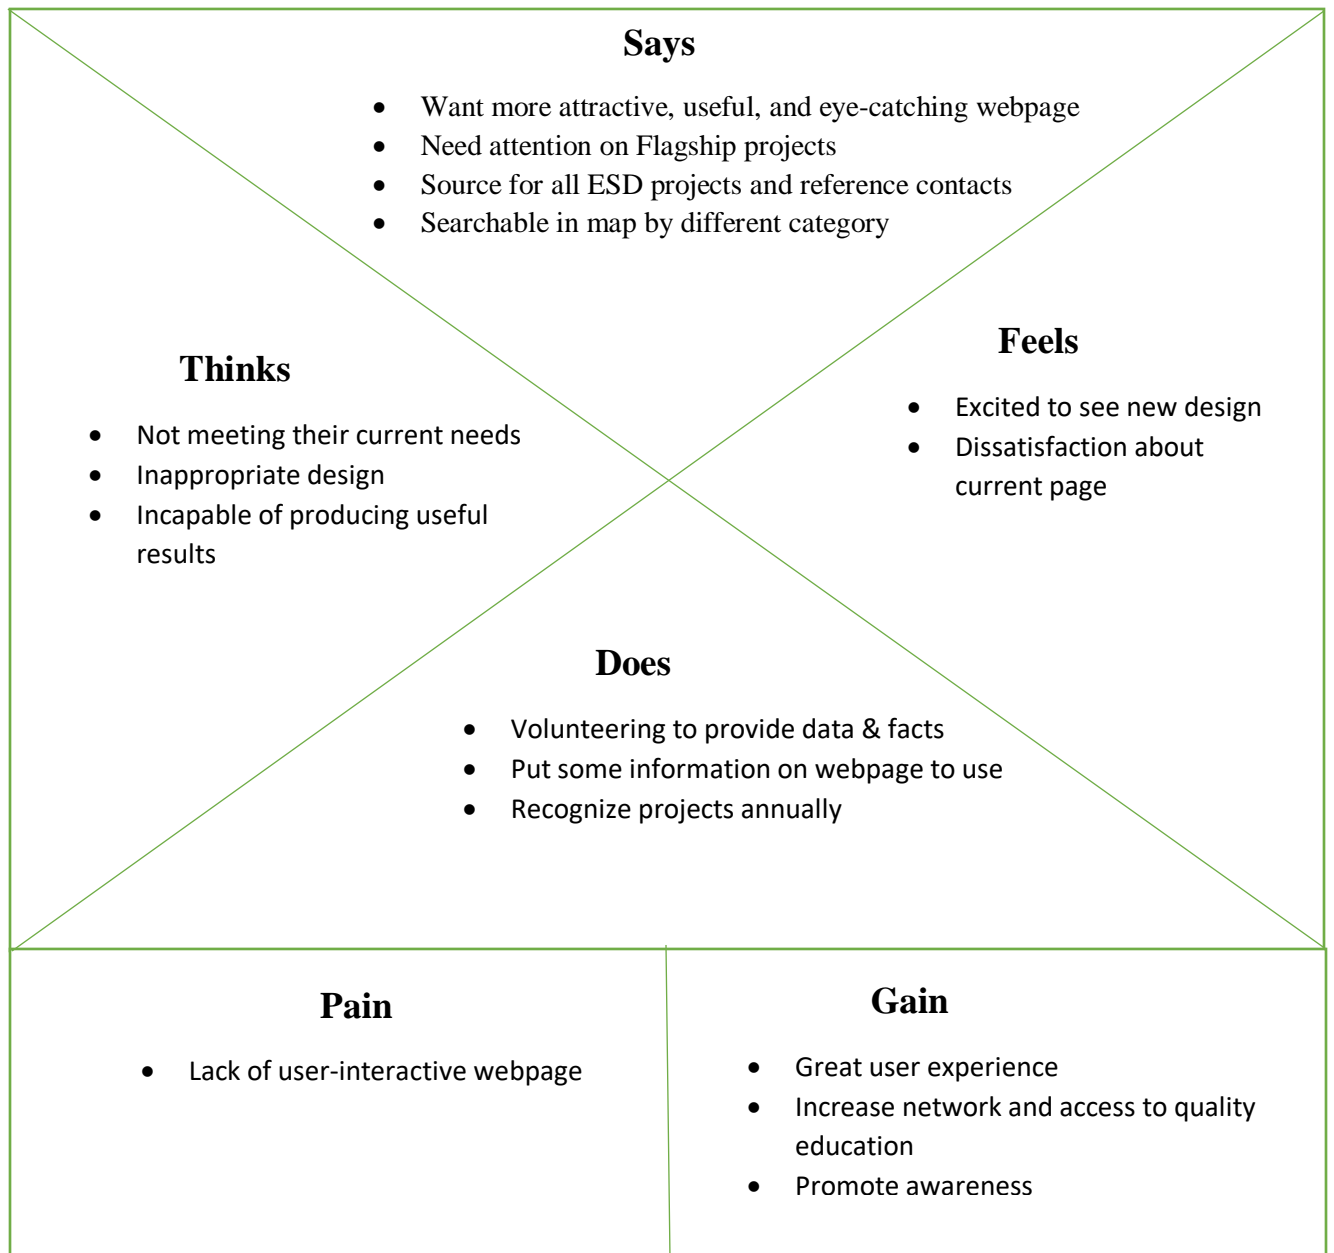 Says
• Want more attractive, useful, and eye-catching webpage
• Need attention on Flagship projects
• Source for all ESD projects and reference contacts
• Searchable in map by different category
Thinks
• Not meeting their current needs
• Inappropriate design
• Incapable of producing useful
results
Feels
• Excited to see new design
• Dissatisfaction about
current page
Does
• Volunteering to provide data & facts
• Put some information on webpage to use
• Recognize projects annually
Pain
• Lack of user-interactive webpage
Gain
• Great user experience
• Increase network and access to quality
education
• Promote awareness